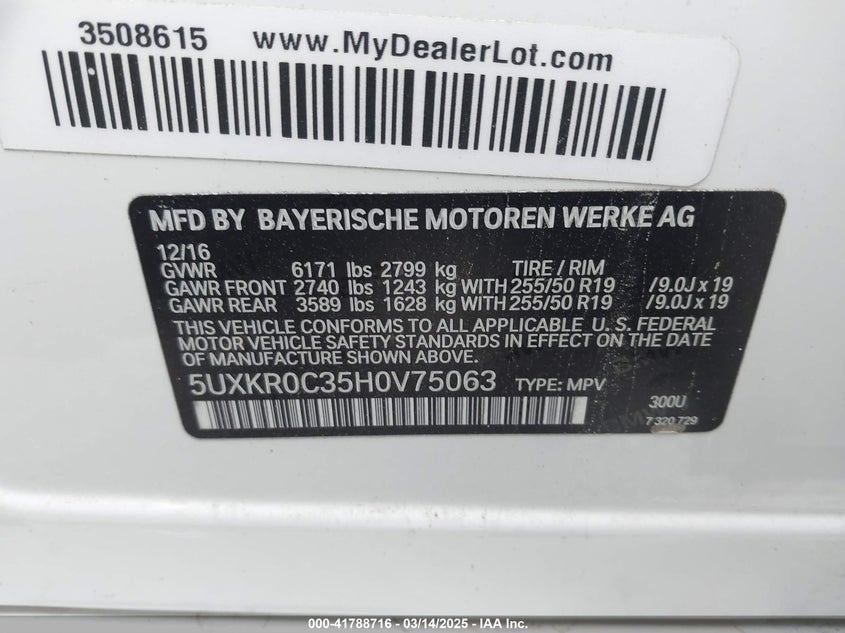 3508615 www.MyDealerLot.com
MFD BY BAYERISCHE MOTOREN WERKE AG
12/16
GVWR 6171 lbs 2799 kg TIRE / RIM
GAWR FRONT 2740 lbs 1243 kg WITH 255/50 R19 /9.0J x 19
GAWR REAR 3589 lbs 1628 kg WITH 255/50 R19 /9.0J x 19
THIS VEHICLE CONFORMS TO ALL APPLICABLE U. S. FEDERAL
MOTOR VEHICLE SAFETY STANDARDS IN EFFECT ON THE DATE
OF MANUFACTURE SHOWN ABOVE.
5UXKR0C35H0V75063 TYPE: MPV
300U
7 320 729
000-41788716 - 03/14/2025 - IAA Inc.